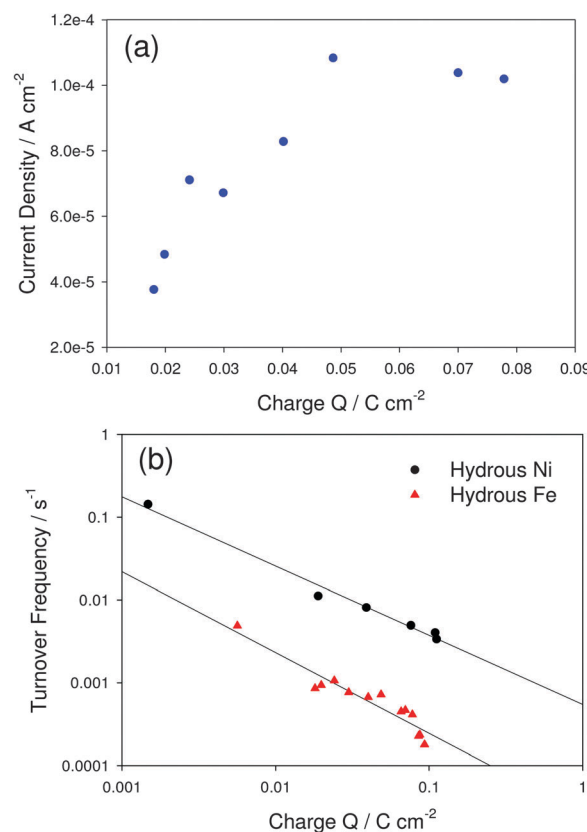 (a)
1.2e-4
1.0e-4
8.0e-5
6.0e-5
4.0e-5
2.0e-5
Current Density / A cm-2
0.01 0.02 0.03 0.04 0.05 0.06 0.07 0.08 0.09
Charge Q / C cm-2
(b)
Hydrous Ni
Hydrous Fe
1
0.1
0.01
0.001
0.0001
Turnover Frequency / s-1
0.001 0.01 0.1 1
Charge Q / C cm-2